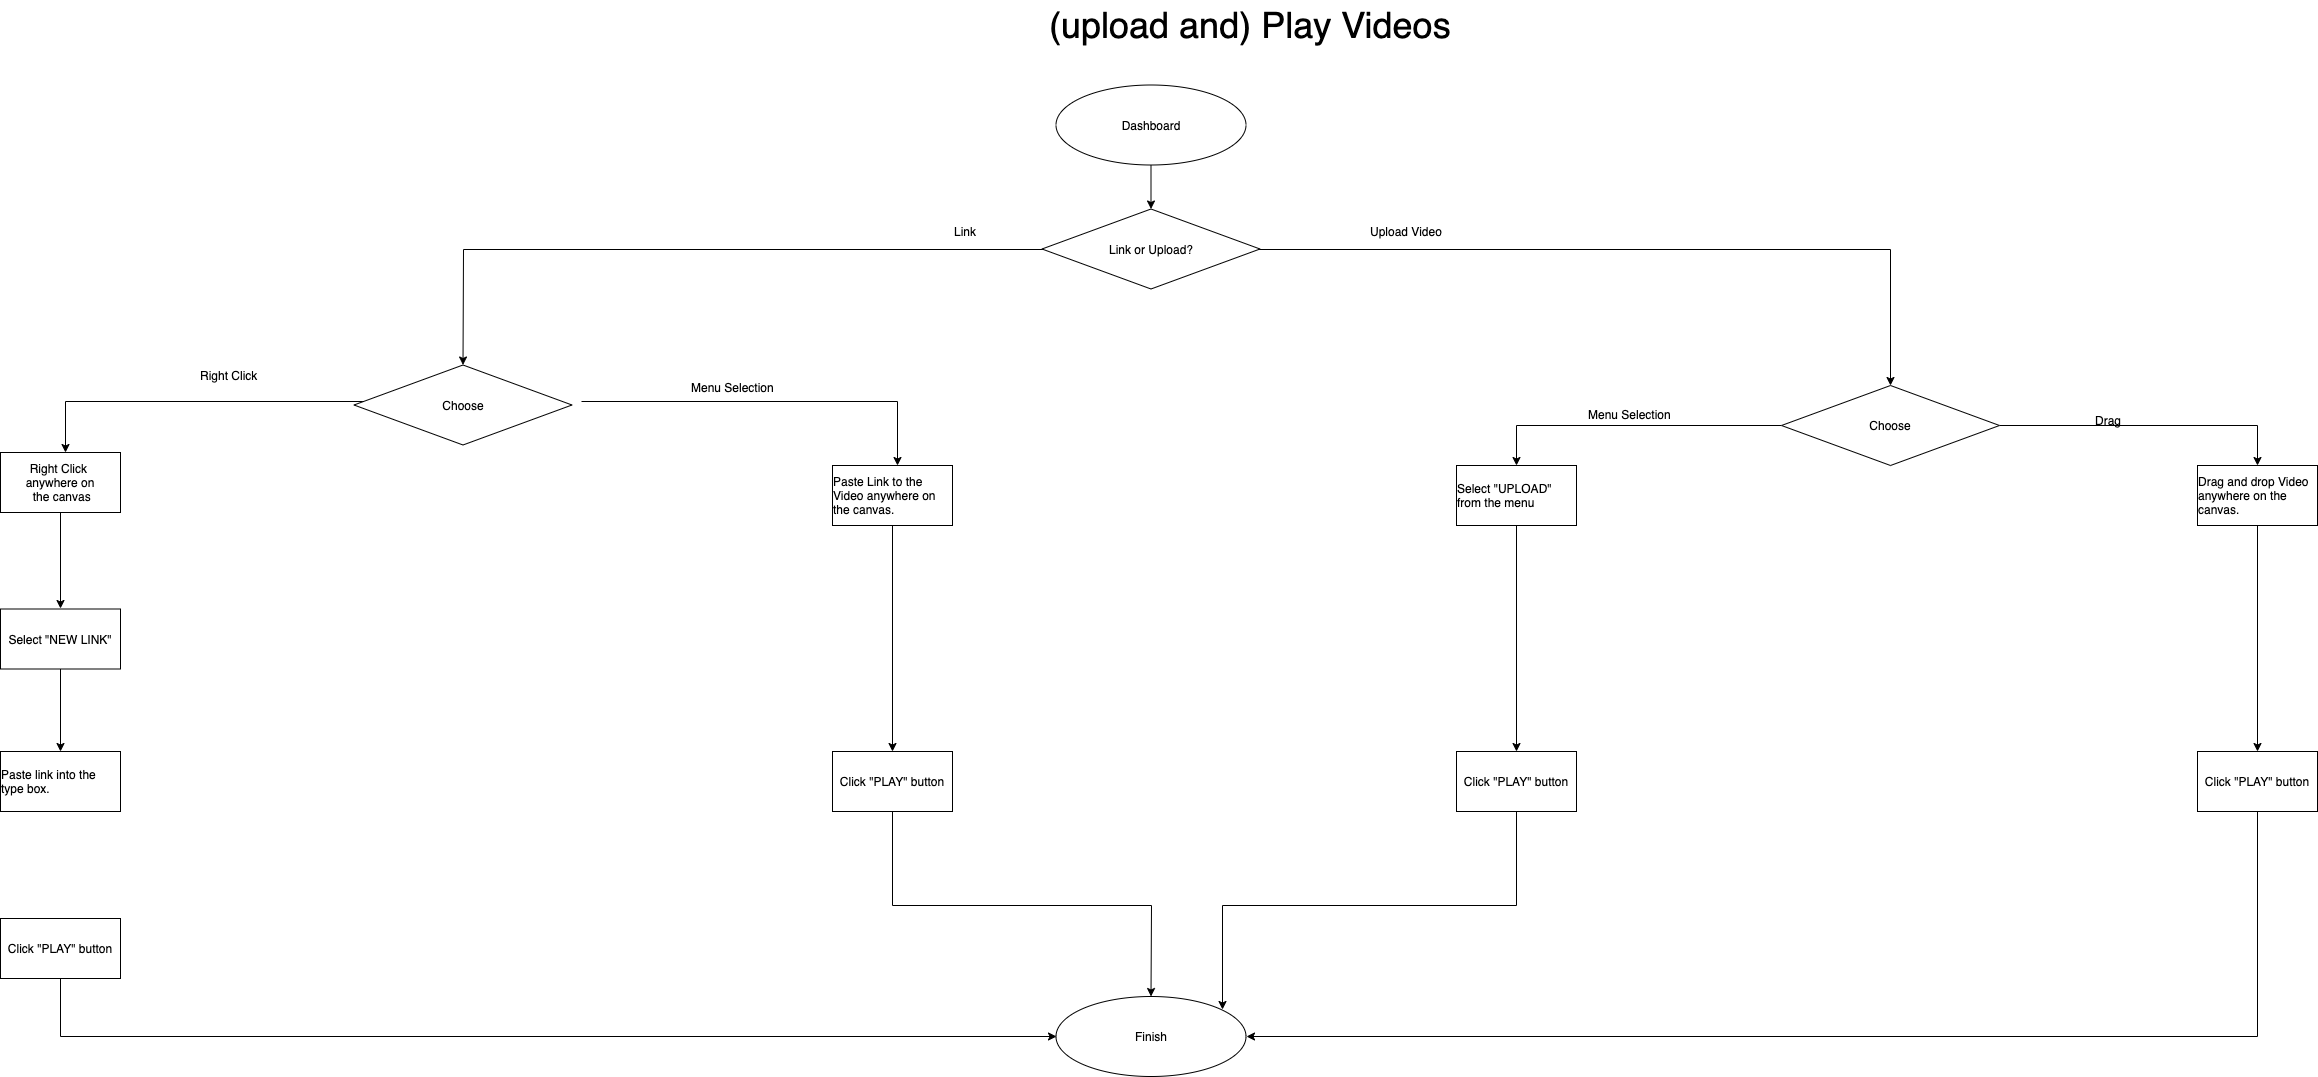 (upload and) Play Videos
Dashboard
Link
Upload Video
Link or Upload?
Right Click
Menu Selection
Choose
Menu Selection
Drag
Choose
Right Click
anywhere on
the canvas
Paste Link to the
Video anywhere on
the canvas.
Select "UPLOAD"
from the menu
Drag and drop Video
anywhere on the
canvas.
Select "NEW LINK"
Paste link into the
type box.
Click "PLAY" button
Click "PLAY" button
Click "PLAY" button
Click "PLAY" button
Finish